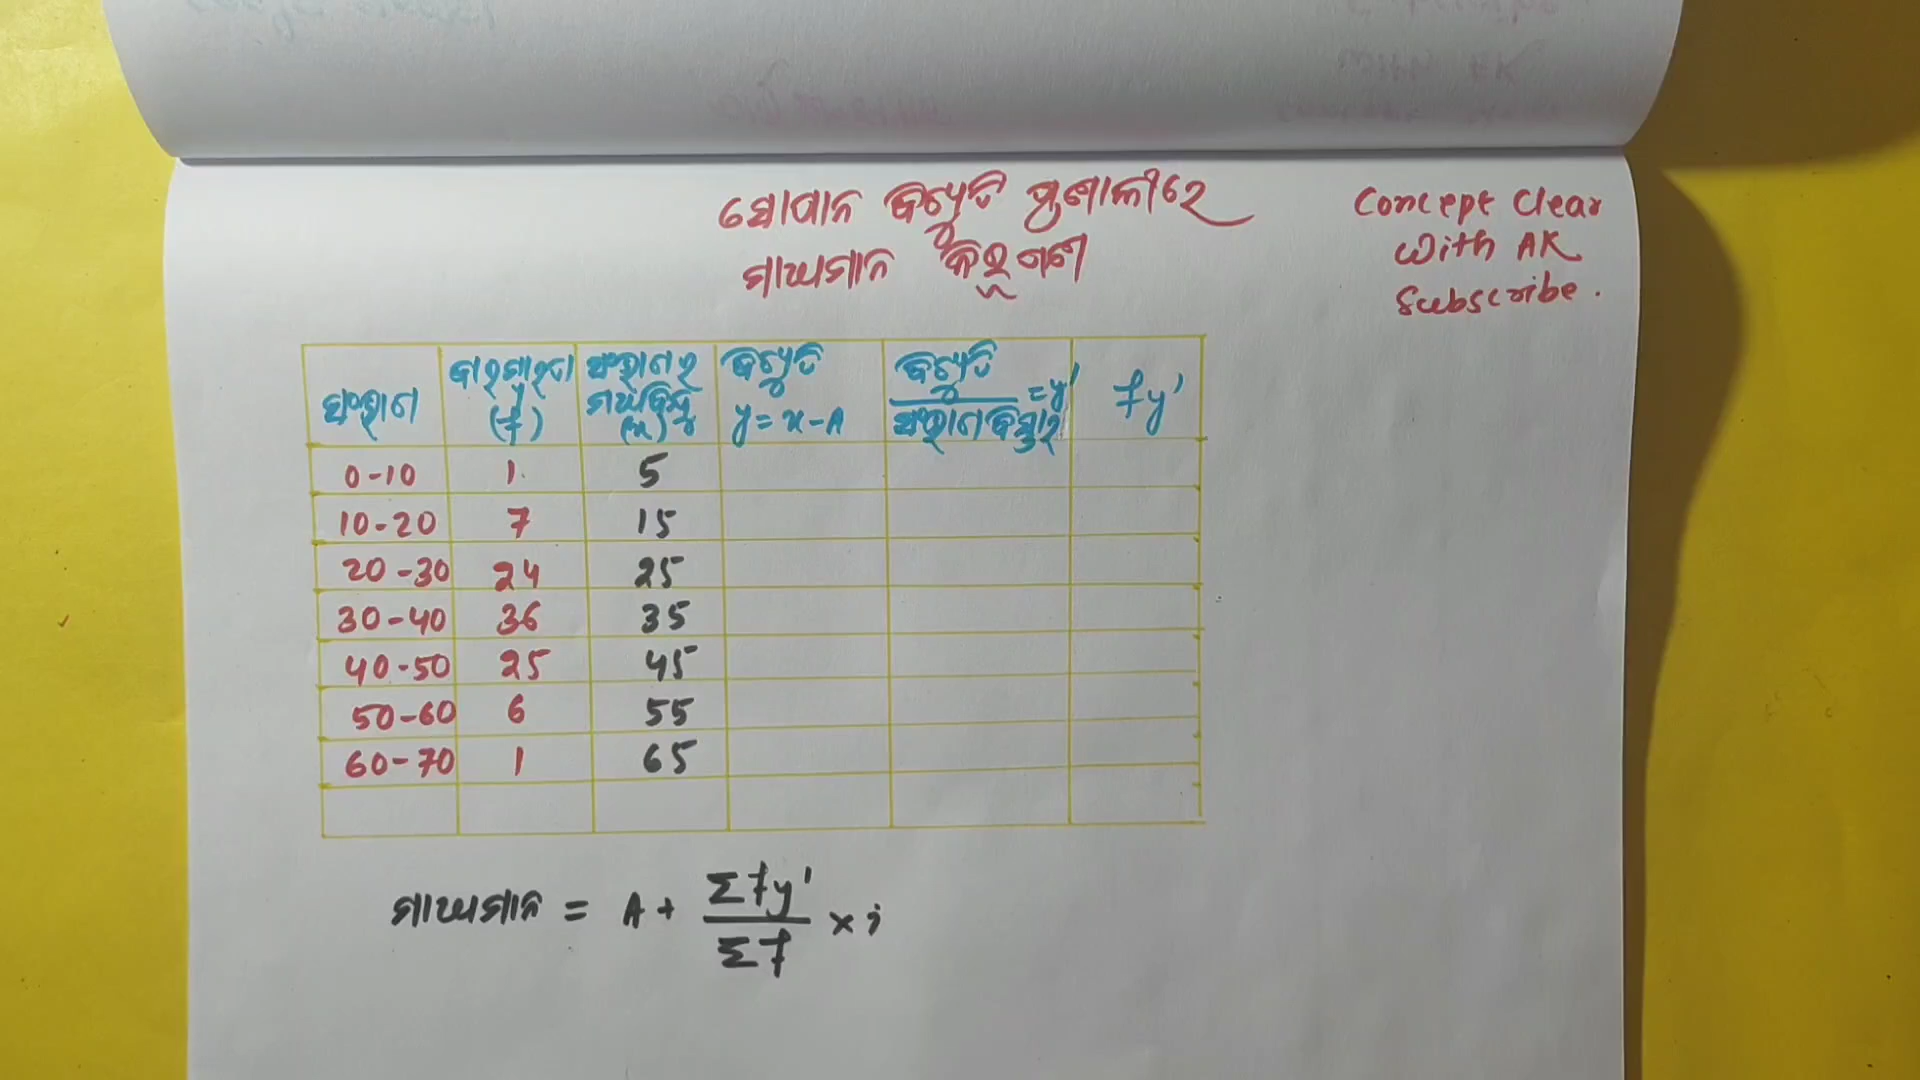 ସୋପାନ ବିଚ୍ୟୁତି ପ୍ରଣାଳୀରେ
ମାଧ୍ୟମାନ
Concept Clear
With AK
Subscribe.
ସଂଭାଗ
ବାରମ୍ବାରତା
(f)
ସଂଭାଗର
ମଧ୍ୟବିନ୍ଦୁ
(x)
ବିଚ୍ୟୁତି
y = x - A
ବିଚ୍ୟୁତି
ସଂଭାଗ ବିସ୍ତାର
= y'
fy'
0-10 1 5
10-20 7 15
20-30 24 25
30-40 36 35
40-50 25 45
50-60 6 55
60-70 1 65
ମାଧ୍ୟମାନ = A + Σfy' / Σf × i